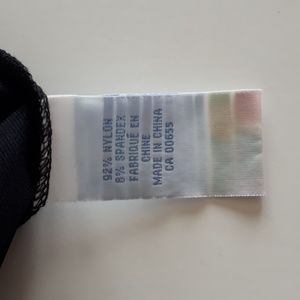 92% NYLON
8% SPANDEX
FABRIQUÉ EN
CHINE
MADE IN CHINA
CA 00655